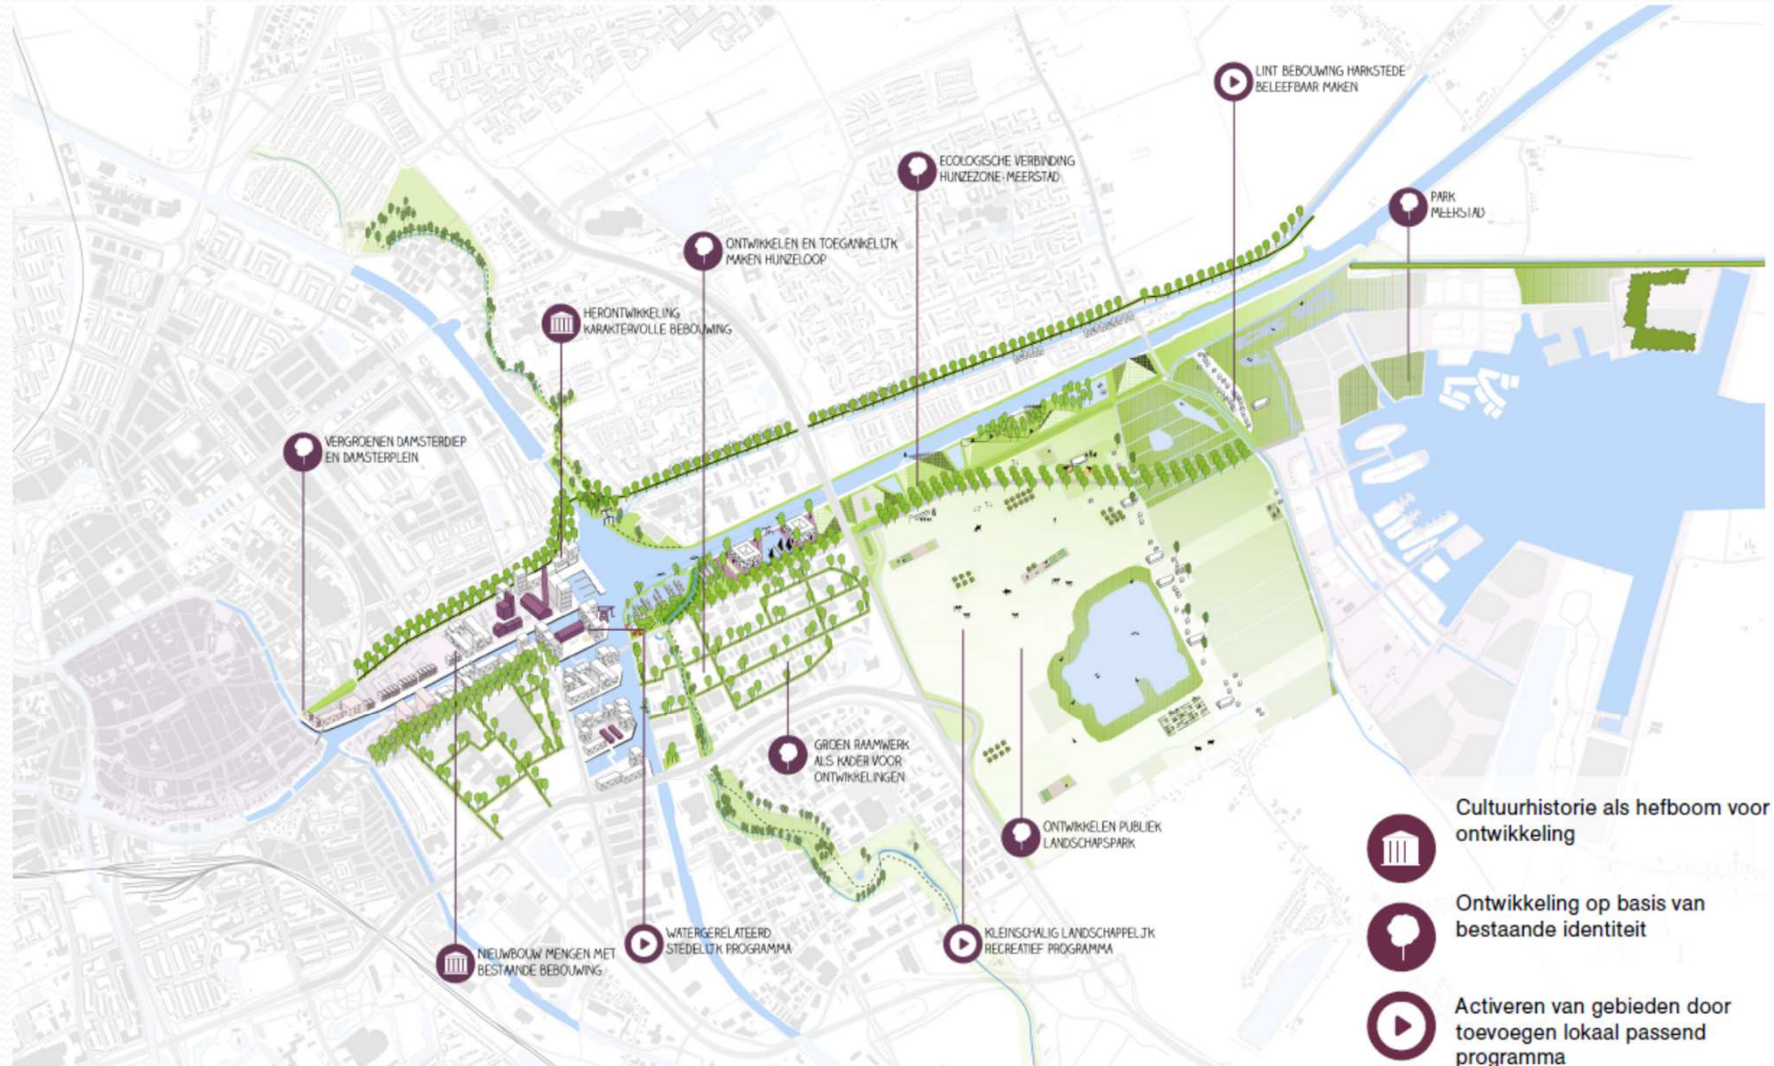 LINT BEBOUWING HARKSTEDE
BELEEFBAAR MAKEN
ECOLOGISCHE VERBINDING
HUNZEZONE-MEERSTAD
PARK
MEERSTAD
ONTWIKKELEN EN TOEGANKELIJK
MAKEN HUNZELOOP
HERONTWIKKELING
KARAKTERVOLLE BEBOUWING
VERGROENEN DAMSTERDIEP
EN DAMSTERPLEIN
GROEN RAAMWERK
ALS KADER VOOR
ONTWIKKELINGEN
ONTWIKKELEN PUBLIEK
LANDSCHAPSPARK
NIEUWBOUW MENGEN MET
BESTAANDE BEBOUWING
WATERGERELATEERD
STEDELIJK PROGRAMMA
KLEINSCHALIG LANDSCHAPPELIJK
RECREATIEF PROGRAMMA
Cultuurhistorie als hefboom voor
ontwikkeling
Ontwikkeling op basis van
bestaande identiteit
Activeren van gebieden door
toevoegen lokaal passend
programma